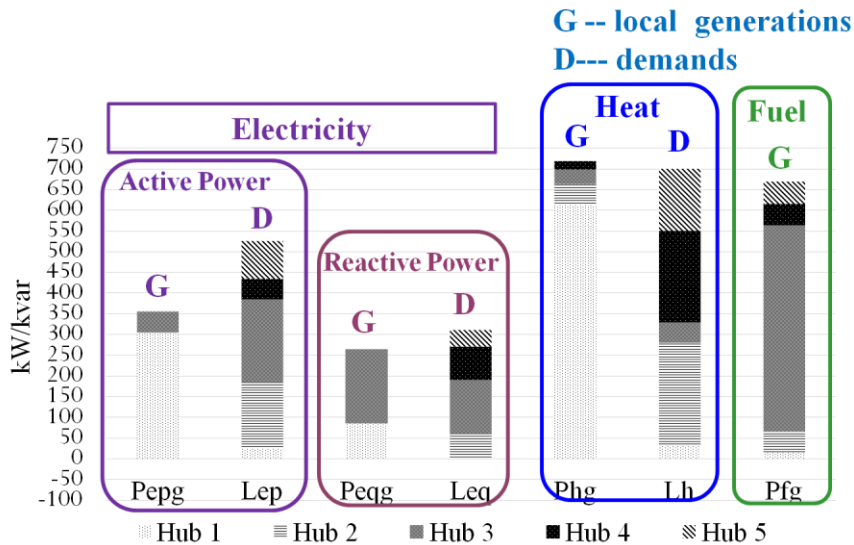 G -- local generations
D--- demands
Electricity
Heat
Fuel
G
D
G
Active Power
D
G
Reactive Power
G
D
kW/kvar
750
700
650
600
550
500
450
400
350
300
250
200
150
100
50
0
-50
-100
Pepg Lep Peqg Leq Phg Lh Pfg
Hub 1 Hub 2 Hub 3 Hub 4 Hub 5